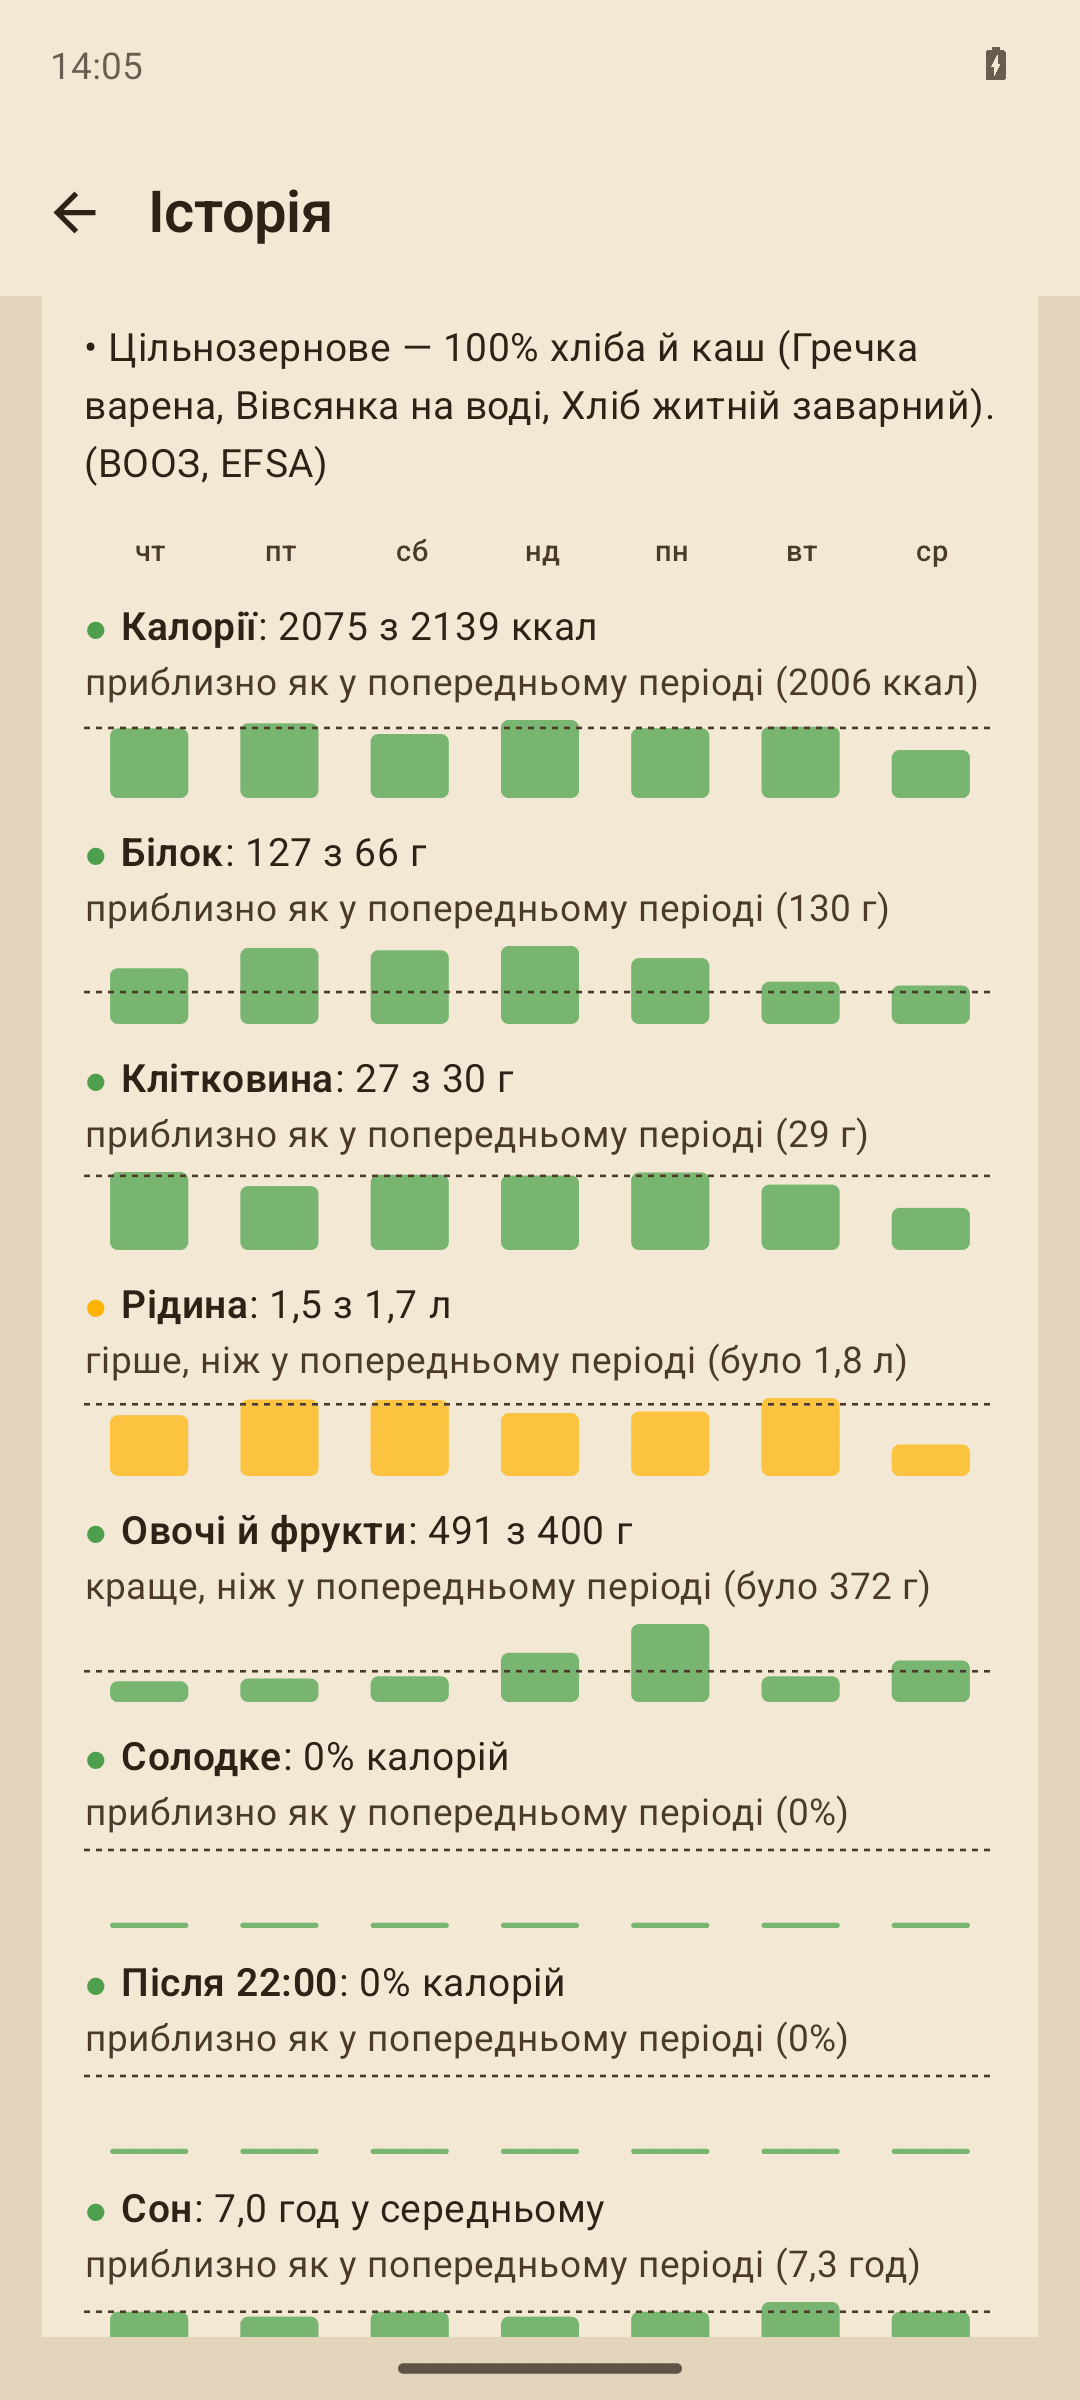 14:05
Історія
• Цільнозернове — 100% хліба й каш (Гречка
варена, Вівсянка на воді, Хліб житній заварний).
(ВООЗ, EFSA)
чт пт сб нд пн вт ср
Калорії: 2075 з 2139 ккал
приблизно як у попередньому періоді (2006 ккал)
Білок: 127 з 66 г
приблизно як у попередньому періоді (130 г)
Клітковина: 27 з 30 г
приблизно як у попередньому періоді (29 г)
Рідина: 1,5 з 1,7 л
гірше, ніж у попередньому періоді (було 1,8 л)
Овочі й фрукти: 491 з 400 г
краще, ніж у попередньому періоді (було 372 г)
Солодке: 0% калорій
приблизно як у попередньому періоді (0%)
Після 22:00: 0% калорій
приблизно як у попередньому періоді (0%)
Сон: 7,0 год у середньому
приблизно як у попередньому періоді (7,3 год)